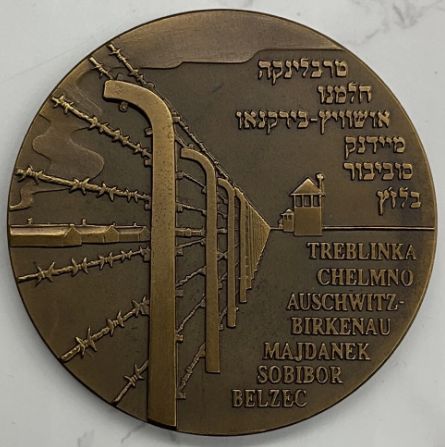 טרבלינקה
חלמנו
אושוויץ-בירקנאו
מיידנק
סוביבור
בלזץ
TREBLINKA
CHELMNO
AUSCHWITZ-
BIRKENAU
MAJDANEK
SOBIBOR
BELZEC